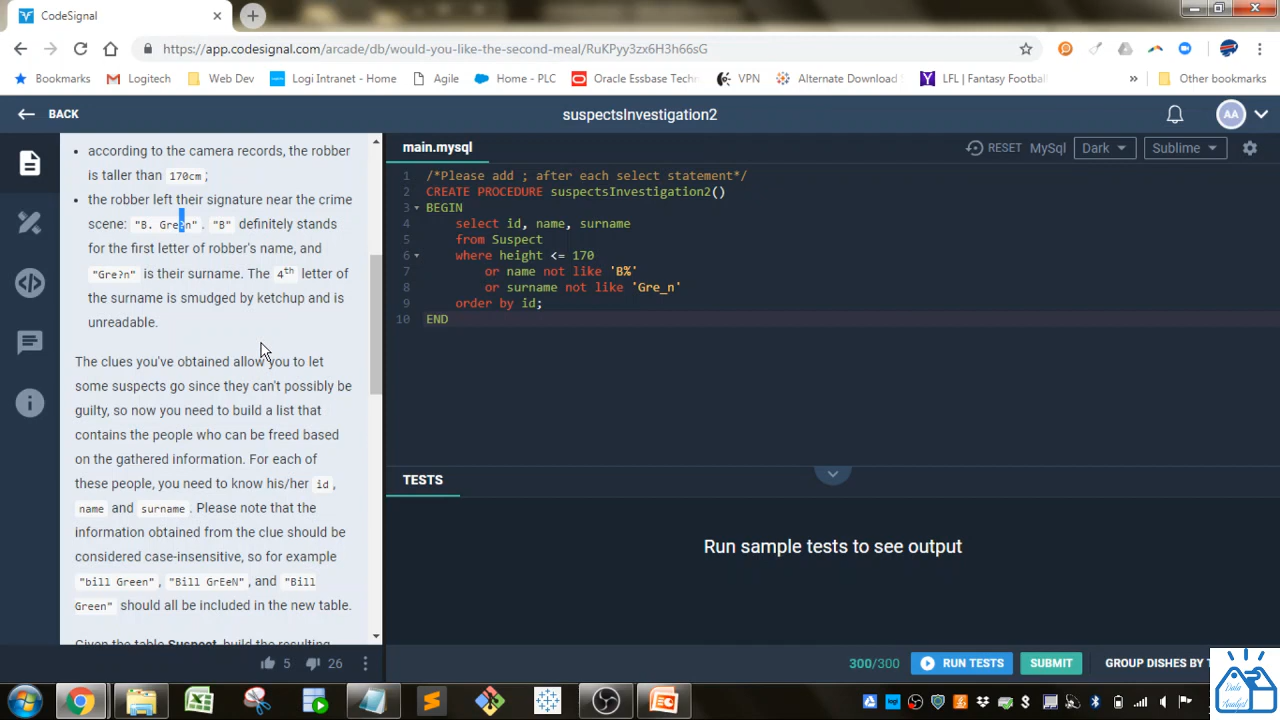 CodeSignal
https://app.codesignal.com/arcade/db/would-you-like-the-second-meal/RuKPyy3zx6H3h66sG
Bookmarks Logitech Web Dev Logi Intranet - Home Agile Home - PLC Oracle Essbase Techn VPN Alternate Download LFL | Fantasy Football » Other bookmarks
BACK suspectsInvestigation2 AA
main.mysql RESET MySql Dark Sublime
according to the camera records, the robber
is taller than 170cm ;
the robber left their signature near the crime
scene: "B. Gre?n" . "B" definitely stands
for the first letter of robber's name, and
"Gre?n" is their surname. The 4th letter of
the surname is smudged by ketchup and is
unreadable.
The clues you've obtained allow you to let
some suspects go since they can't possibly be
guilty, so now you need to build a list that
contains the people who can be freed based
on the gathered information. For each of
these people, you need to know his/her id ,
name and surname . Please note that the
information obtained from the clue should be
considered case-insensitive, so for example
"bill Green" , "Bill GrEeN" , and "Bill
Green" should all be included in the new table.
Given the table Suspect, build the resulting
1 /*Please add ; after each select statement*/
2 CREATE PROCEDURE suspectsInvestigation2()
3 BEGIN
4 select id, name, surname
5 from Suspect
6 where height <= 170
7 or name not like 'B%'
8 or surname not like 'Gre_n'
9 order by id;
10 END
TESTS
Run sample tests to see output
5 26 300/300 RUN TESTS SUBMIT GROUP DISHES BY T
Data
Analyst